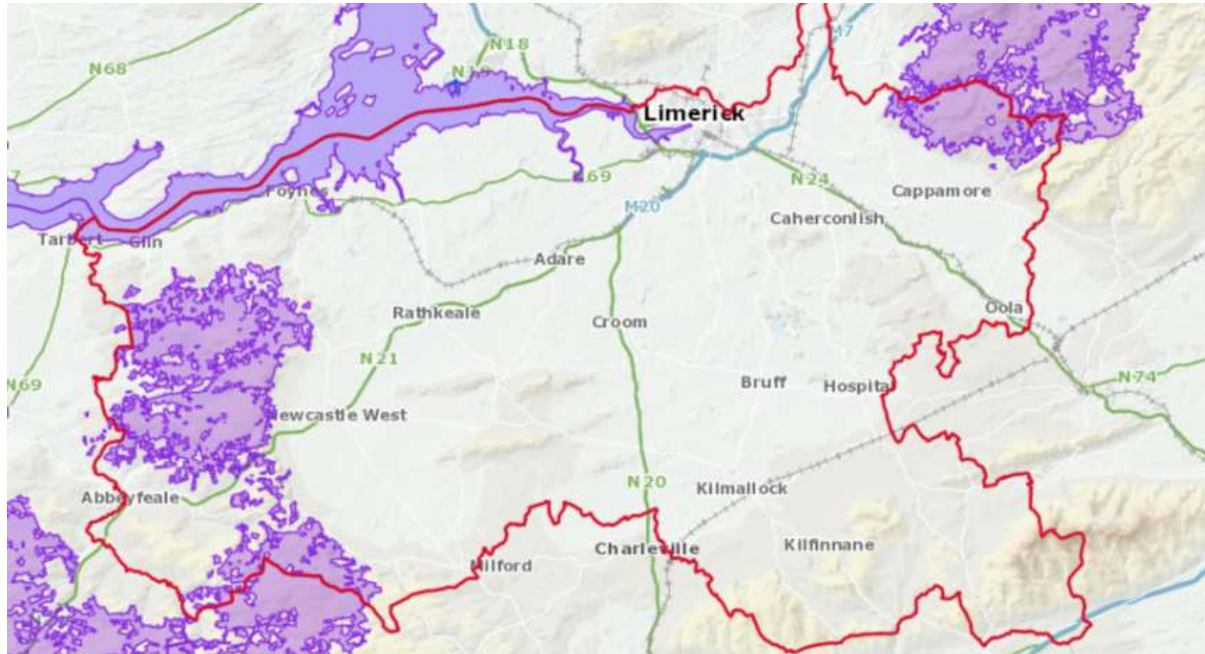 N18
M7
N68
Limerick
N69
Foynes
N24
Cappamore
M20
Caherconlish
Tarbert
Glin
Adare
Rathkeale
Croom
Oola
N21
N69
Bruff
Hospital
N74
Newcastle West
Abbeyfeale
N20
Kilmallock
Charleville
Kilfinnane
Milford